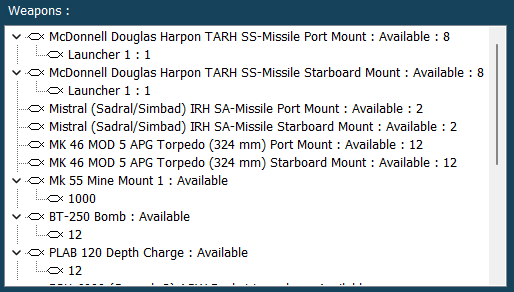 Weapons :
McDonnell Douglas Harpon TARH SS-Missile Port Mount : Available : 8
Launcher 1 : 1
McDonnell Douglas Harpon TARH SS-Missile Starboard Mount : Available : 8
Launcher 1 : 1
Mistral (Sadral/Simbad) IRH SA-Missile Port Mount : Available : 2
Mistral (Sadral/Simbad) IRH SA-Missile Starboard Mount : Available : 2
MK 46 MOD 5 APG Torpedo (324 mm) Port Mount : Available : 12
MK 46 MOD 5 APG Torpedo (324 mm) Starboard Mount : Available : 12
Mk 55 Mine Mount 1 : Available
1000
BT-250 Bomb : Available
12
PLAB 120 Depth Charge : Available
12